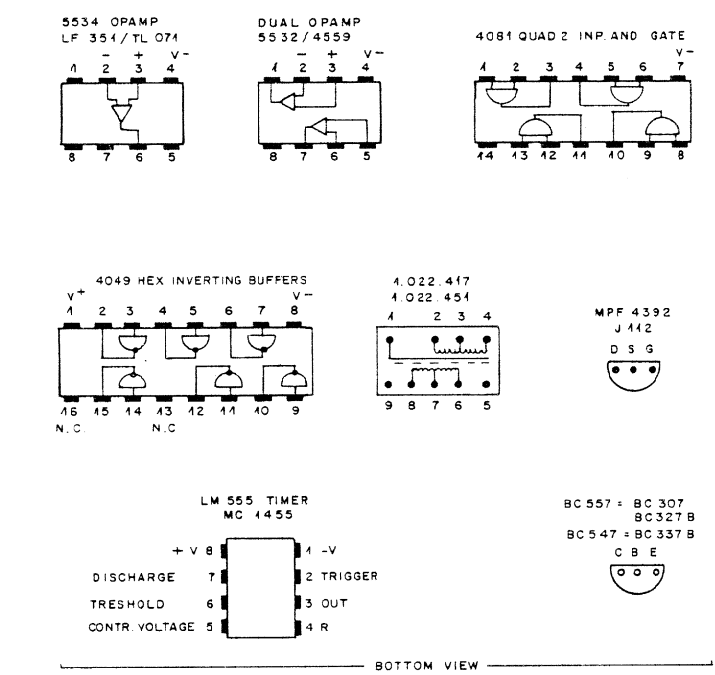 5534 OPAMP
LF 351/TL 071
- + V-
1 2 3 4
8 7 6 5
DUAL OPAMP
5532/4559
- + V-
1 2 3 4
8 7 6 5
4081 QUAD 2 INP. AND GATE
V-
1 2 3 4 5 6 7
14 13 12 11 10 9 8
4049 HEX INVERTING BUFFERS
V+ V-
1 2 3 4 5 6 7 8
16 15 14 13 12 11 10 9
N.C. N.C
1.022.417
1.022.451
1 2 3 4
9 8 7 6 5
MPF 4392
J 112
D S G
LM 555 TIMER
MC 1455
+ V 8 1 -V
DISCHARGE 7 2 TRIGGER
TRESHOLD 6 3 OUT
CONTR. VOLTAGE 5 4 R
BC 557 = BC 307
BC 327 B
BC 547 = BC 337 B
C B E
BOTTOM VIEW